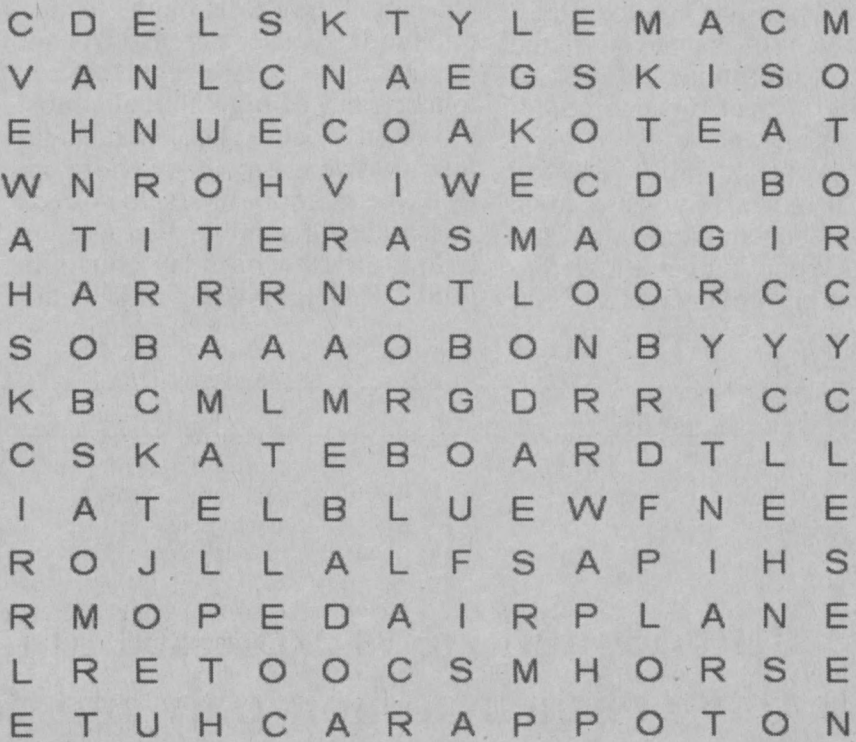 C D E L S K T Y L E M A C M
V A N L C N A E G S K I S O
E H N U E C O A K O T E A T
W N R O H V I W E C D I B O
A T I T E R A S M A O G I R
H A R R R N C T L O O R C C
S O B A A A O B O N B Y Y Y
K B C M L M R G D R R I C C
C S K A T E B O A R D T L L
I A T E L B L U E W F N E E
R O J L L A L F S A P I H S
R M O P E D A I R P L A N E
L R E T O O C S M H O R S E
E T U H C A R A P P O T O N